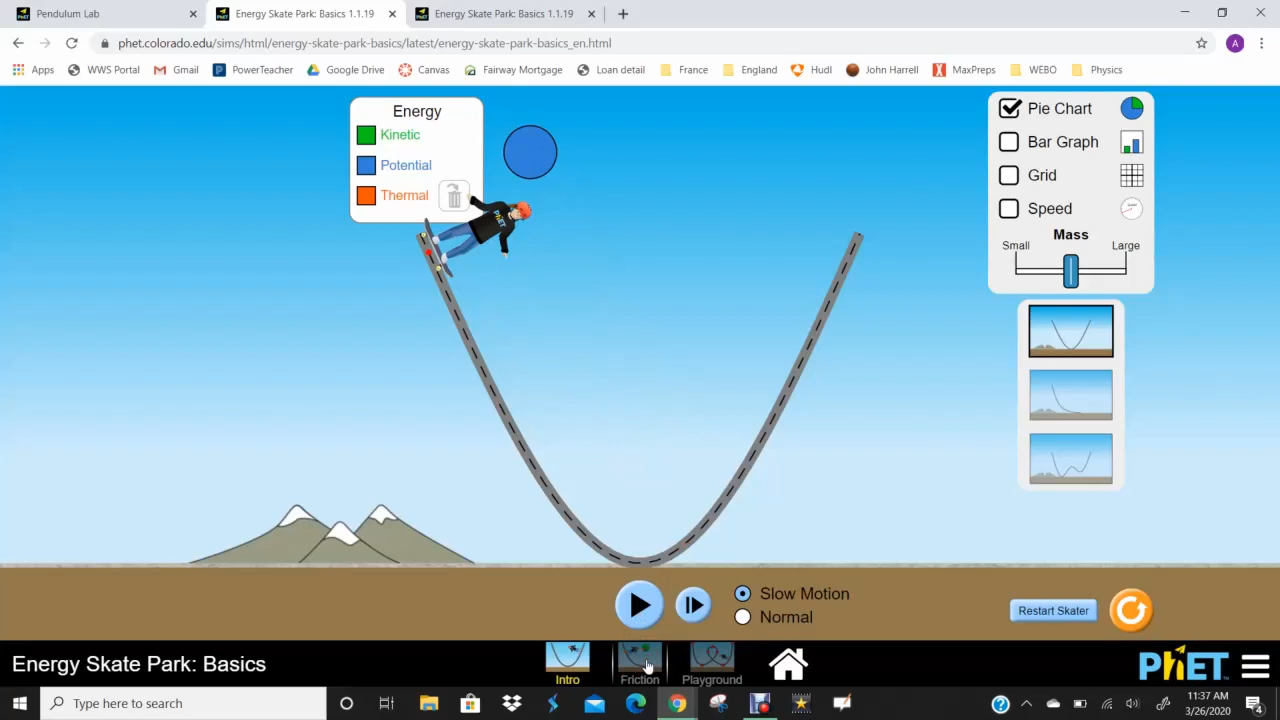 Pendulum Lab
Energy Skate Park: Basics 1.1.19
Energy Skate Park: Basics 1.1.19
phet.colorado.edu/sims/html/energy-skate-park-basics/latest/energy-skate-park-basics_en.html
A
Apps WWS Portal Gmail PowerTeacher Google Drive Canvas Fairway Mortgage Loan detail France England Hudl John Harrell MaxPreps WEBO Physics
Energy
Kinetic
Potential
Thermal
PhET
Pie Chart
Bar Graph
Grid
Speed
Mass
Small Large
Slow Motion
Normal
Restart Skater
Energy Skate Park: Basics
Intro
Friction
Playground
PhET
Type here to search
11:37 AM
3/26/2020
4